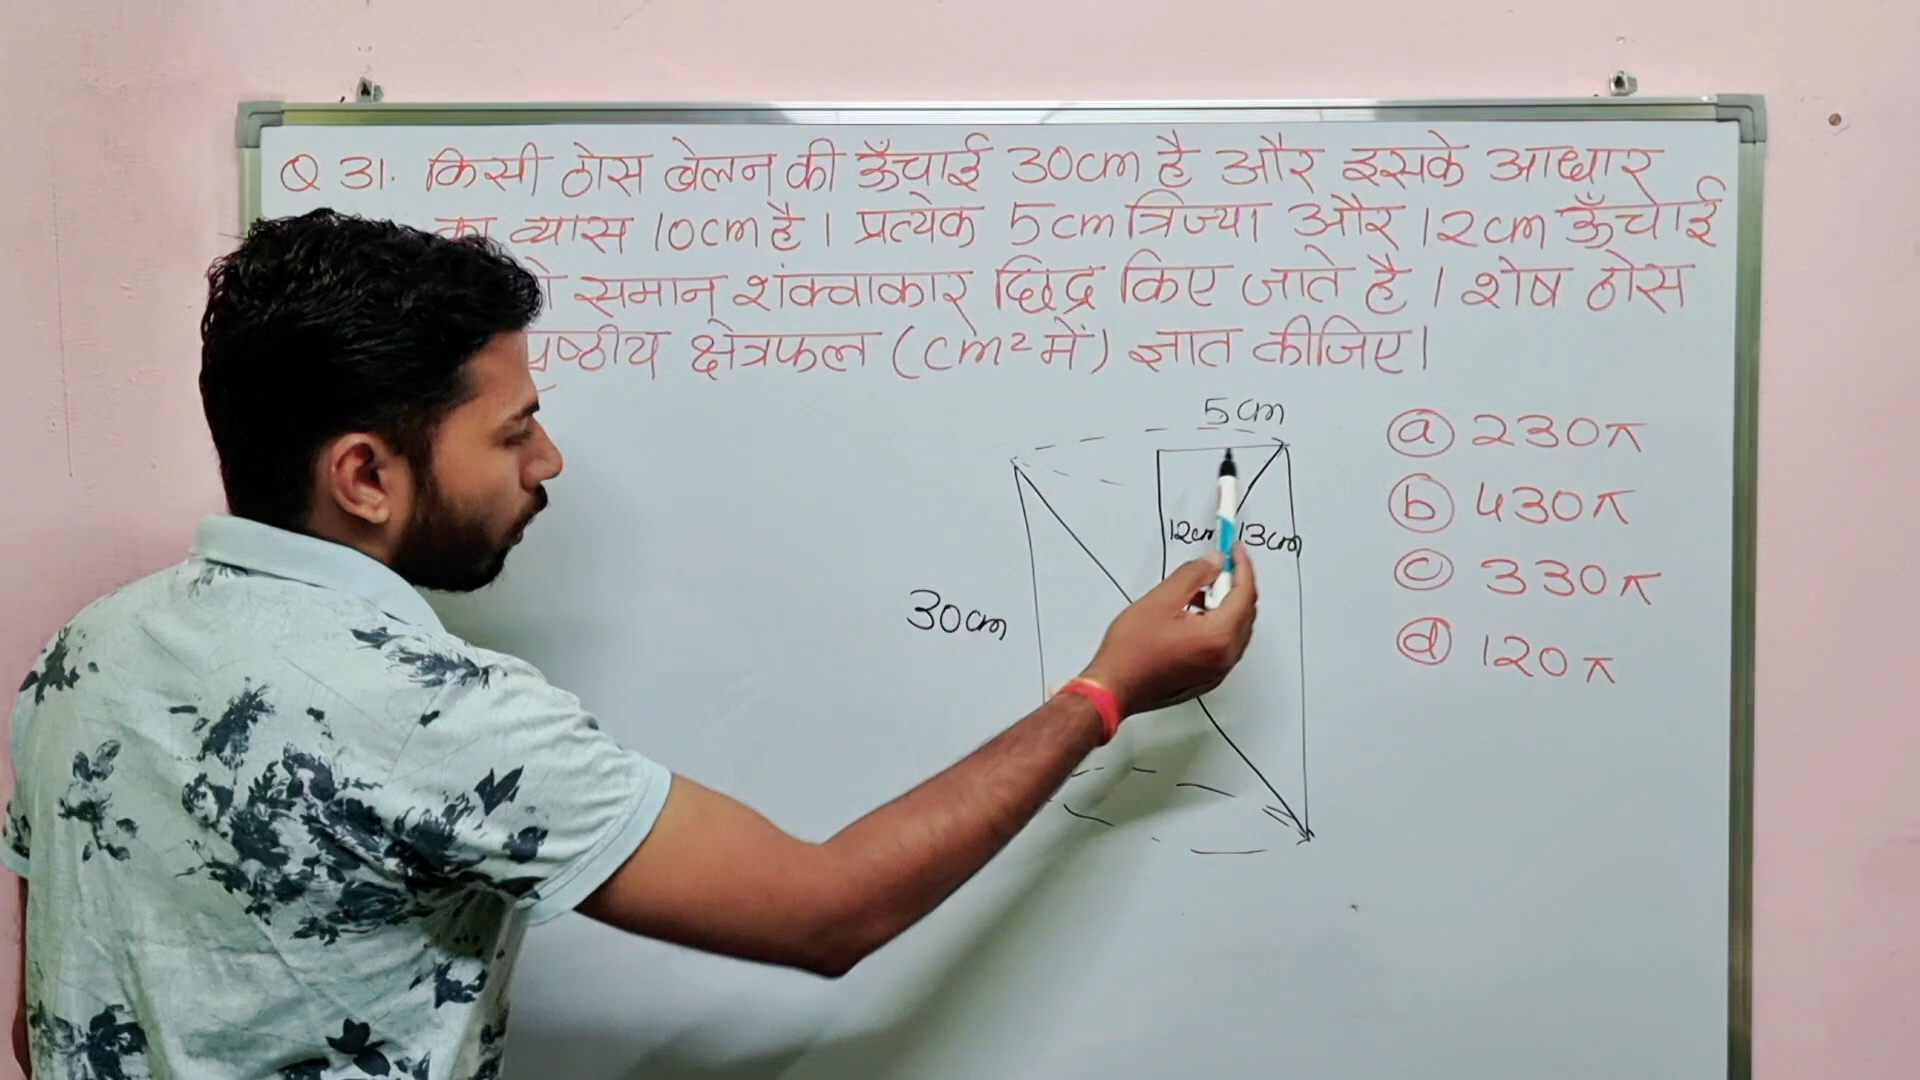 Q 31. किसी ठोस बेलन की ऊँचाई 30cm है और इसके आधार
का व्यास 10cm है। प्रत्येक 5cm त्रिज्या और 12cm ऊँचाई
समान शंक्वाकार छिद्र किए जाते है। शेष ठोस
पृष्ठीय क्षेत्रफल (cm² में) ज्ञात कीजिए।
5cm
12cm
13cm
30cm
ⓐ 230π
ⓑ 430π
ⓒ 330π
ⓓ 120π